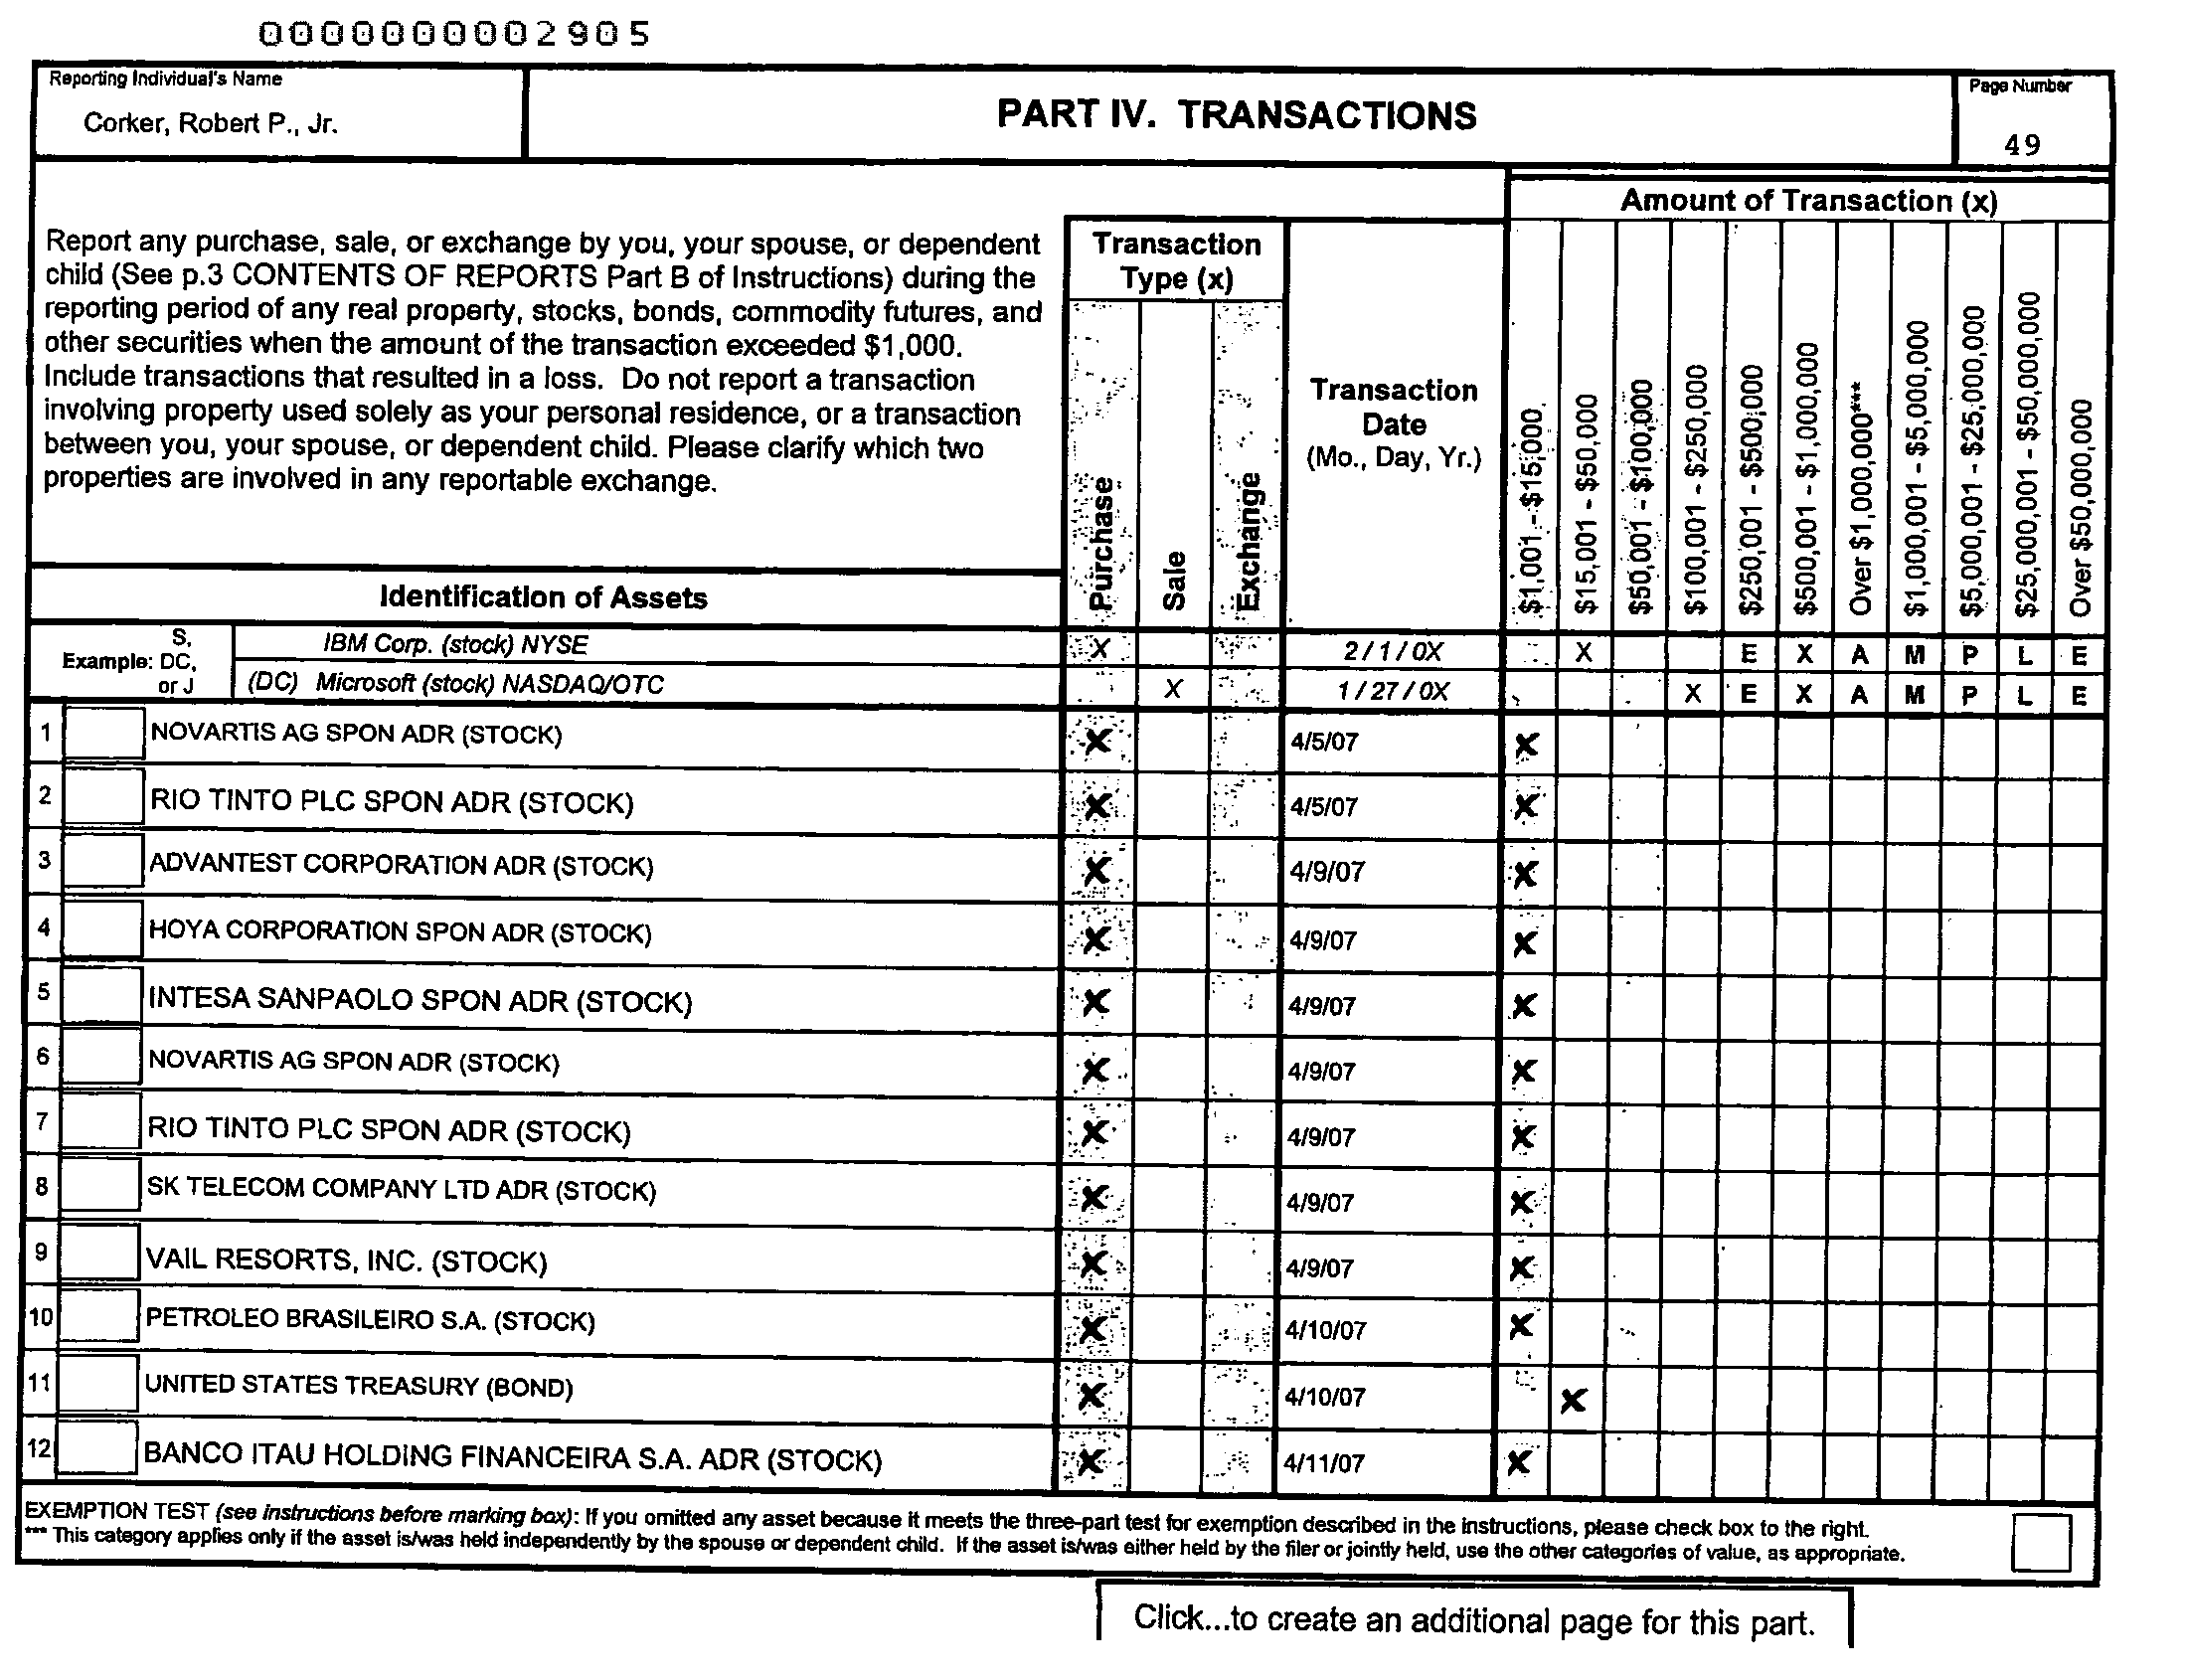 0000000002905
Reporting Individual's Name
Corker, Robert P., Jr.
PART IV. TRANSACTIONS
Page Number
49
Amount of Transaction (x)
Report any purchase, sale, or exchange by you, your spouse, or dependent
child (See p.3 CONTENTS OF REPORTS Part B of Instructions) during the
reporting period of any real property, stocks, bonds, commodity futures, and
other securities when the amount of the transaction exceeded $1,000.
Include transactions that resulted in a loss. Do not report a transaction
involving property used solely as your personal residence, or a transaction
between you, your spouse, or dependent child. Please clarify which two
properties are involved in any reportable exchange.
Transaction
Type (x)
Purchase
Sale
Exchange
Transaction
Date
(Mo., Day, Yr.)
$1,001 - $15,000
$15,001 - $50,000
$50,001 - $100,000
$100,001 - $250,000
$250,001 - $500,000
$500,001 - $1,000,000
Over $1,000,000***
$1,000,001 - $5,000,000
$5,000,001 - $25,000,000
$25,000,001 - $50,000,000
Over $50,000,000
Identification of Assets
Example: S, DC, or J
IBM Corp. (stock) NYSE X 2 / 1 / 0X X E X A M P L E
(DC) Microsoft (stock) NASDAQ/OTC X 1 / 27 / 0X X E X A M P L E
1 NOVARTIS AG SPON ADR (STOCK) X 4/5/07 X
2 RIO TINTO PLC SPON ADR (STOCK) X 4/5/07 X
3 ADVANTEST CORPORATION ADR (STOCK) X 4/9/07 X
4 HOYA CORPORATION SPON ADR (STOCK) X 4/9/07 X
5 INTESA SANPAOLO SPON ADR (STOCK) X 4/9/07 X
6 NOVARTIS AG SPON ADR (STOCK) X 4/9/07 X
7 RIO TINTO PLC SPON ADR (STOCK) X 4/9/07 X
8 SK TELECOM COMPANY LTD ADR (STOCK) X 4/9/07 X
9 VAIL RESORTS, INC. (STOCK) X 4/9/07 X
10 PETROLEO BRASILEIRO S.A. (STOCK) X 4/10/07 X
11 UNITED STATES TREASURY (BOND) X 4/10/07 X
12 BANCO ITAU HOLDING FINANCEIRA S.A. ADR (STOCK) X 4/11/07 X
EXEMPTION TEST (see instructions before marking box): If you omitted any asset because it meets the three-part test for exemption described in the instructions, please check box to the right.
*** This category applies only if the asset is/was held independently by the spouse or dependent child. If the asset is/was either held by the filer or jointly held, use the other categories of value, as appropriate.
Click...to create an additional page for this part.